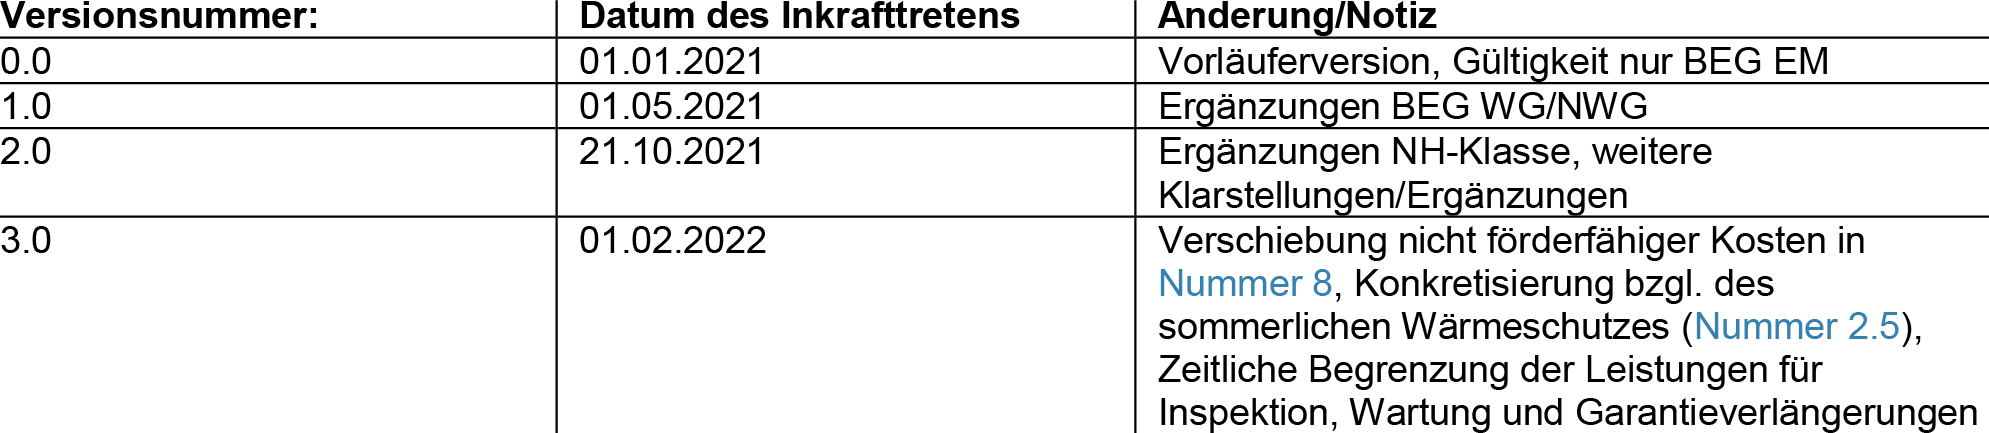 Versionsnummer: Datum des Inkrafttretens Änderung/Notiz
0.0 01.01.2021 Vorläuferversion, Gültigkeit nur BEG EM
1.0 01.05.2021 Ergänzungen BEG WG/NWG
2.0 21.10.2021 Ergänzungen NH-Klasse, weitere
Klarstellungen/Ergänzungen
3.0 01.02.2022 Verschiebung nicht förderfähiger Kosten in
Nummer 8, Konkretisierung bzgl. des
sommerlichen Wärmeschutzes (Nummer 2.5),
Zeitliche Begrenzung der Leistungen für
Inspektion, Wartung und Garantieverlängerungen